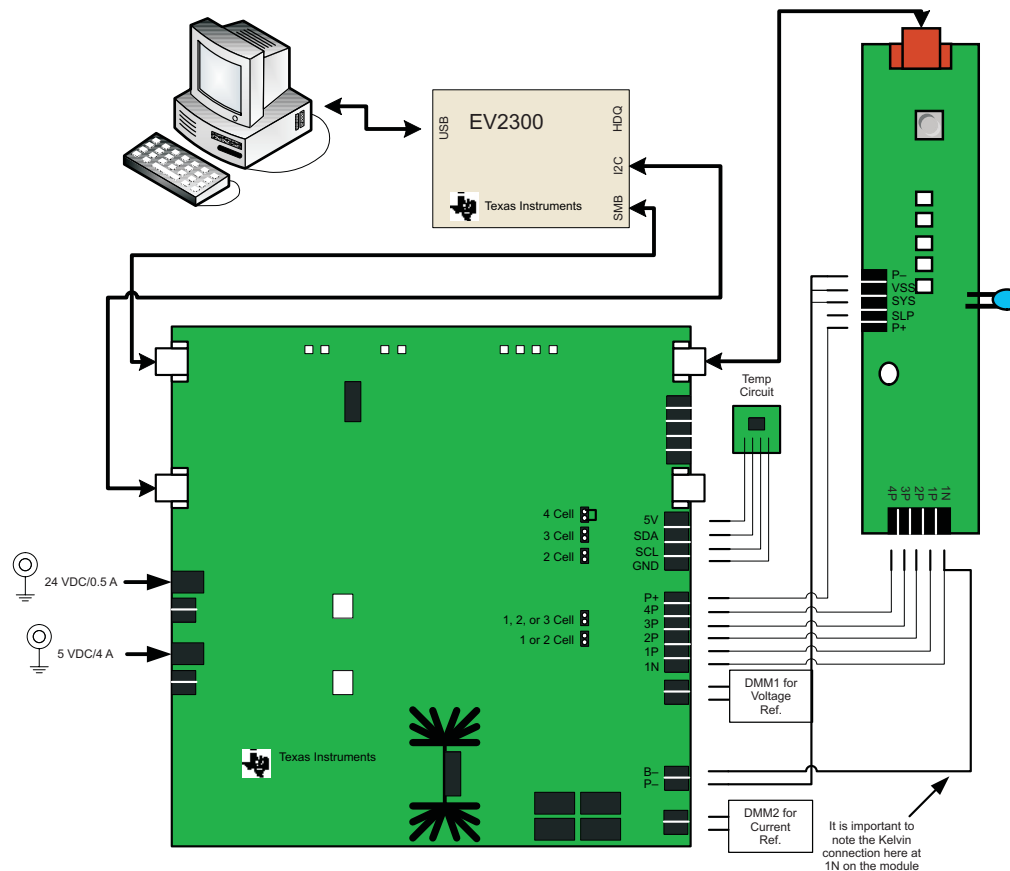 USB
EV2300
HDQ
I2C
SMB
Texas Instruments
P–
VSS
SYS
SLP
P+
4P
3P
2P
1P
1N
Temp
Circuit
4 Cell
3 Cell
2 Cell
5V
SDA
SCL
GND
24 VDC/0.5 A
5 VDC/4 A
1, 2, or 3 Cell
1 or 2 Cell
P+
4P
3P
2P
1P
1N
DMM1 for
Voltage
Ref.
Texas Instruments
B–
P–
DMM2 for
Current
Ref.
It is important to
note the Kelvin
connection here at
1N on the module